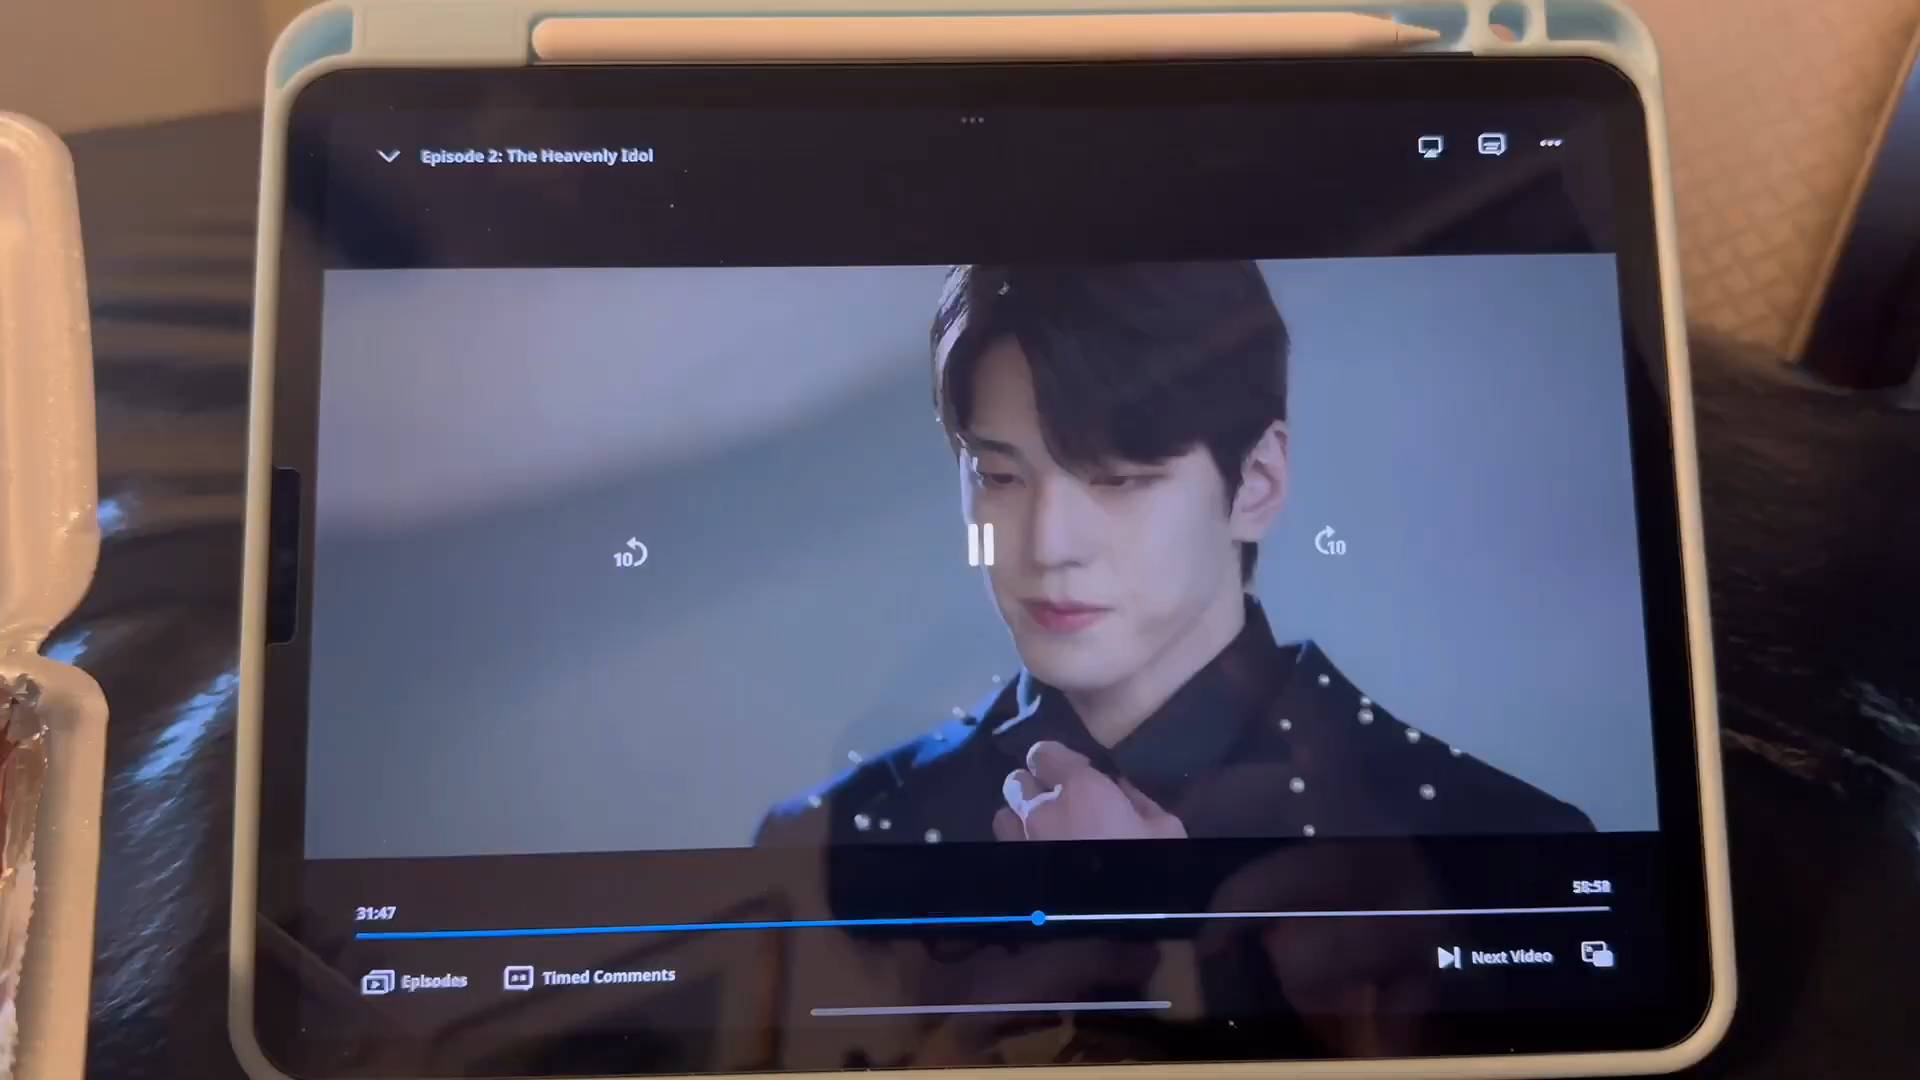 Episode 2: The Heavenly Idol
10
10
31:47
58:58
Episodes
Timed Comments
Next Video